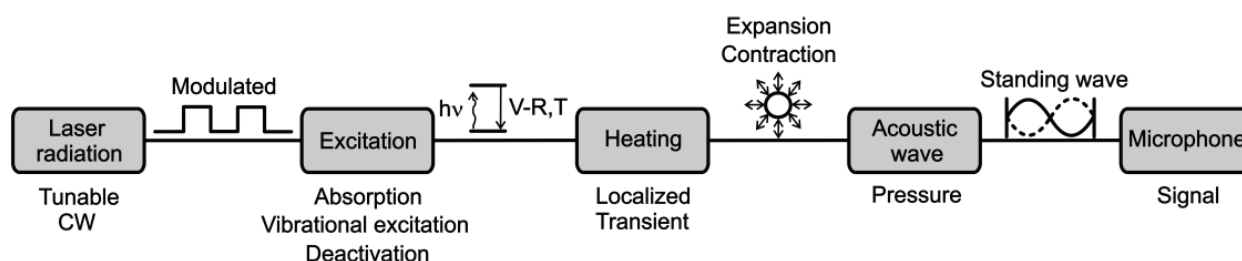 Expansion
Contraction
Modulated
Standing wave
hν
V-R,T
Laser
radiation
Excitation
Heating
Acoustic
wave
Microphone
Tunable
CW
Absorption
Vibrational excitation
Deactivation
Localized
Transient
Pressure
Signal